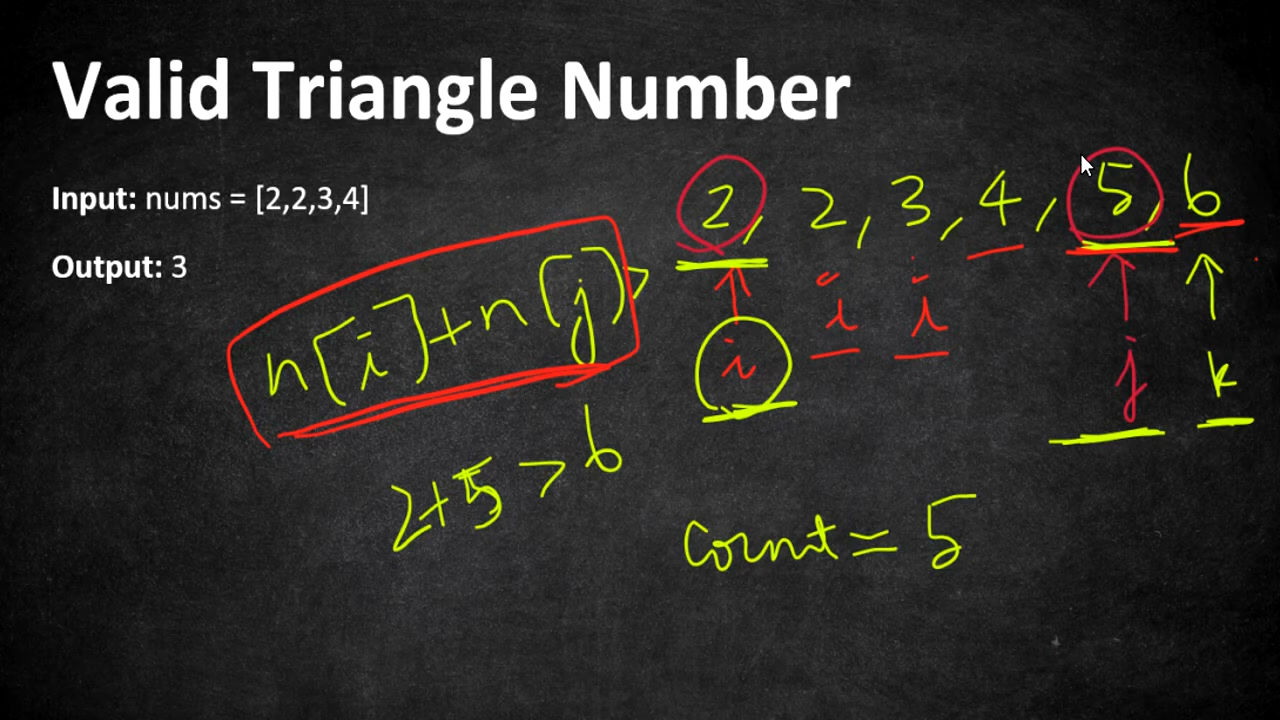 Valid Triangle Number
Input: nums = [2,2,3,4]
Output: 3
2, 2, 3, 4, 5, 6
n[i]+n[j]>
i i i j k
2+5>6
count=5